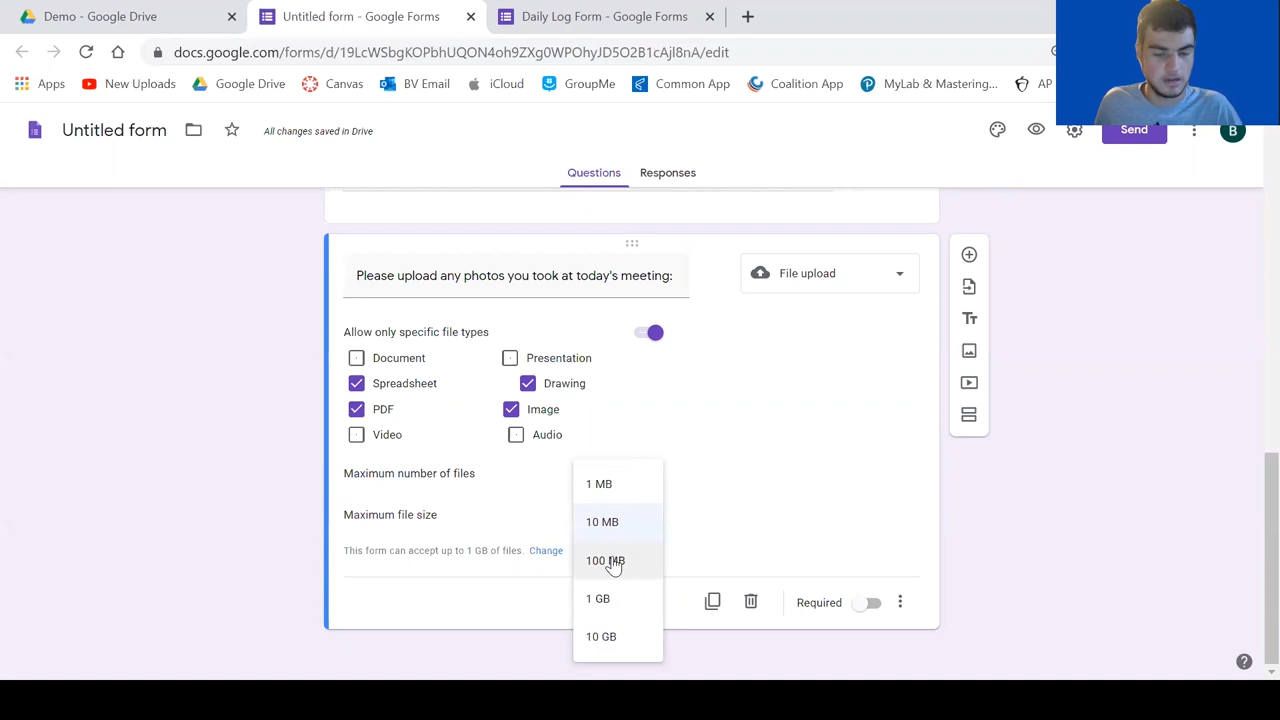 Demo - Google Drive
Untitled form - Google Forms
Daily Log Form - Google Forms
docs.google.com/forms/d/19LcWSbgKOPbhUQON4oh9ZXg0WPOhyJD5O2B1cAjl8nA/edit
Apps
New Uploads
Google Drive
Canvas
BV Email
iCloud
GroupMe
Common App
Coalition App
MyLab & Mastering...
AP
Untitled form
All changes saved in Drive
Send
B
Questions
Responses
Please upload any photos you took at today's meeting:
File upload
Allow only specific file types
Document
Presentation
Spreadsheet
Drawing
PDF
Image
Video
Audio
Maximum number of files
1 MB
10 MB
Maximum file size
This form can accept up to 1 GB of files. Change
100 MB
1 GB
Required
10 GB